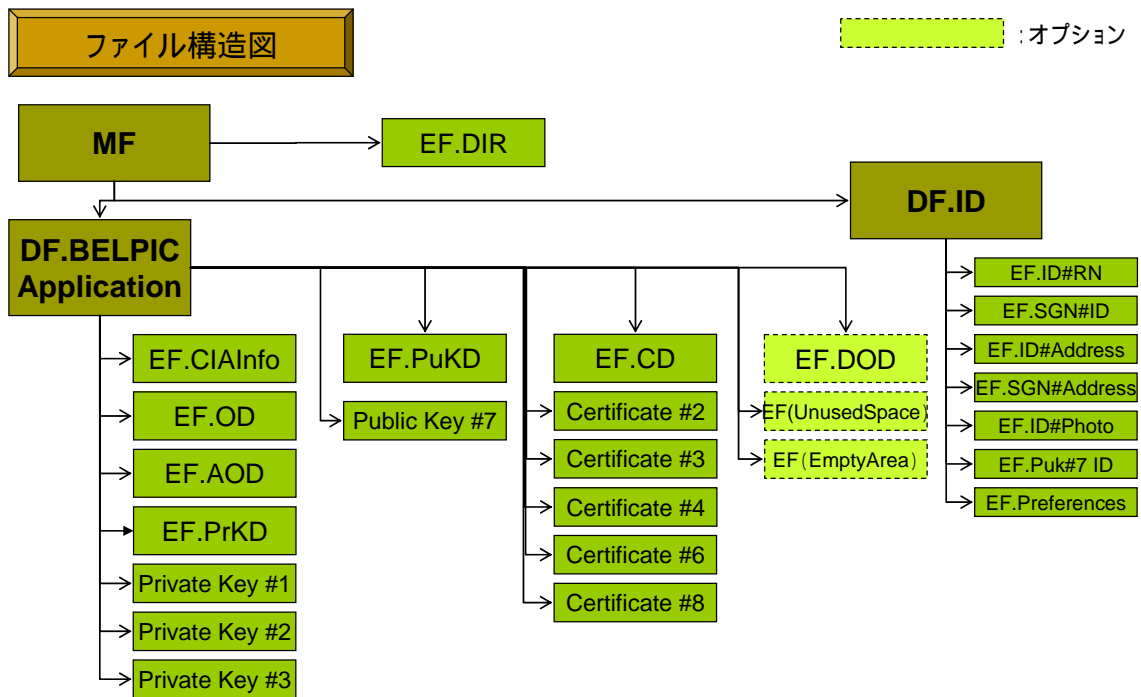 ファイル構造図
:オプション
MF
EF.DIR
DF.ID
DF.BELPIC
Application
EF.CIAInfo
EF.OD
EF.AOD
EF.PrKD
Private Key #1
Private Key #2
Private Key #3
EF.PuKD
Public Key #7
EF.CD
Certificate #2
Certificate #3
Certificate #4
Certificate #6
Certificate #8
EF.DOD
EF(UnusedSpace)
EF(EmptyArea)
EF.ID#RN
EF.SGN#ID
EF.ID#Address
EF.SGN#Address
EF.ID#Photo
EF.Puk#7 ID
EF.Preferences